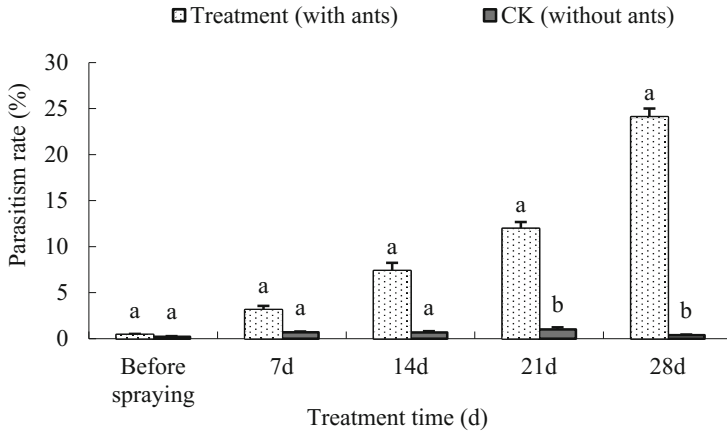 Treatment (with ants) CK (without ants)
Parasitism rate (%)
30
25
20
15
10
5
0
a a a a a a a b a b
Before spraying 7d 14d 21d 28d
Treatment time (d)